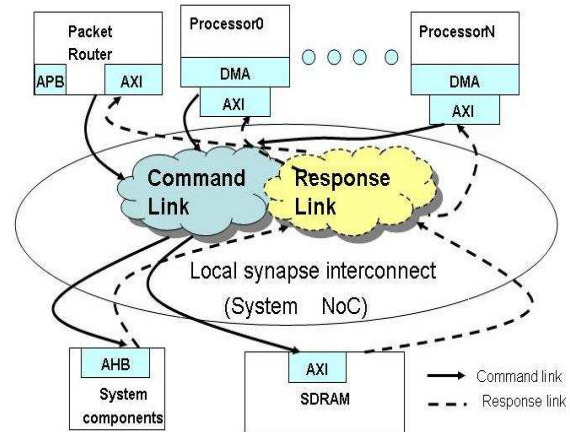 Packet
Router
APB
AXI
Processor0
DMA
AXI
ProcessorN
DMA
AXI
Command
Link
Response
Link
Local synapse interconnect
(System NoC)
AHB
System
components
AXI
SDRAM
Command link
Response link